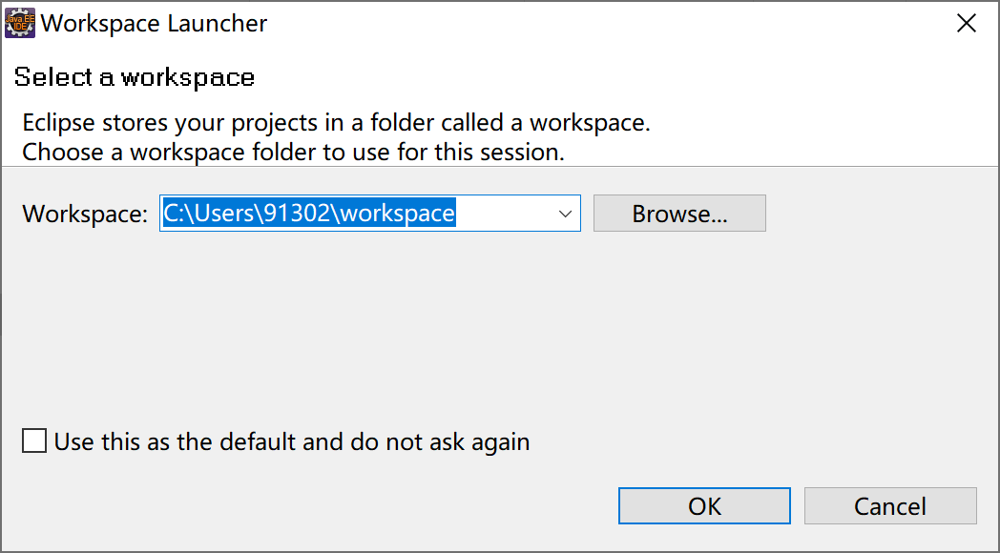 Java EE
IDE
Workspace Launcher
Select a workspace
Eclipse stores your projects in a folder called a workspace.
Choose a workspace folder to use for this session.
Workspace: C:\Users\91302\workspace Browse...
Use this as the default and do not ask again
OK Cancel